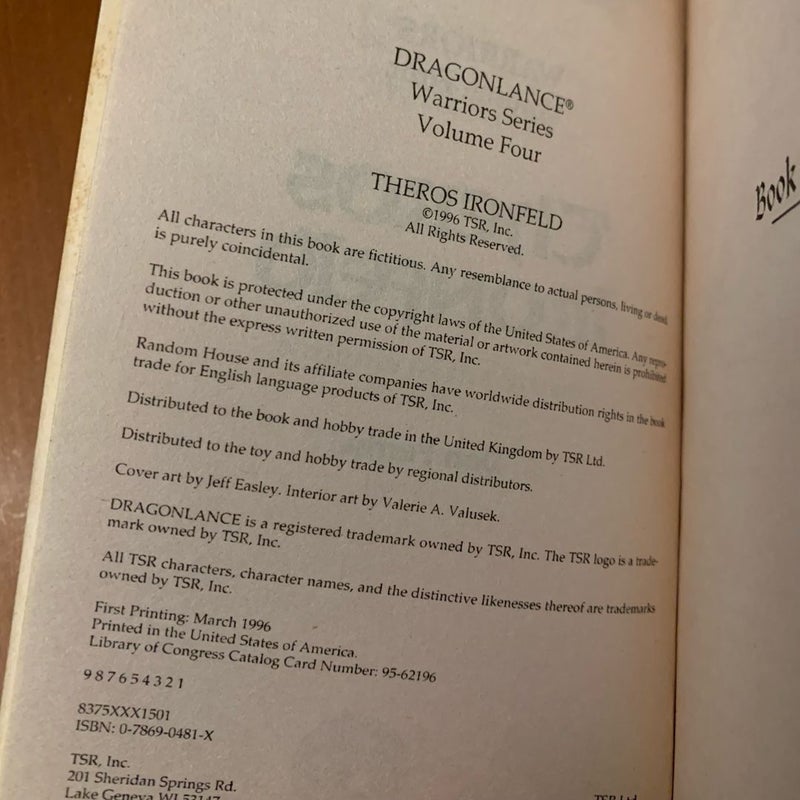 DRAGONLANCE®
Warriors Series
Volume Four
THEROS IRONFELD
©1996 TSR, Inc.
All Rights Reserved.
All characters in this book are fictitious. Any resemblance to actual persons, living or dead,
is purely coincidental.
This book is protected under the copyright laws of the United States of America. Any repro-
duction or other unauthorized use of the material or artwork contained herein is prohibited
without the express written permission of TSR, Inc.
Random House and its affiliate companies have worldwide distribution rights in the book
trade for English language products of TSR, Inc.
Distributed to the book and hobby trade in the United Kingdom by TSR Ltd.
Distributed to the toy and hobby trade by regional distributors.
Cover art by Jeff Easley. Interior art by Valerie A. Valusek.
DRAGONLANCE is a registered trademark owned by TSR, Inc. The TSR logo is a trade-
mark owned by TSR, Inc.
All TSR characters, character names, and the distinctive likenesses thereof are trademarks
owned by TSR, Inc.
First Printing: March 1996
Printed in the United States of America.
Library of Congress Catalog Card Number: 95-62196
9 8 7 6 5 4 3 2 1
8375XXX1501
ISBN: 0-7869-0481-X
TSR, Inc.
201 Sheridan Springs Rd.
Lake Geneva WI 53147
TSR Ltd.
Book